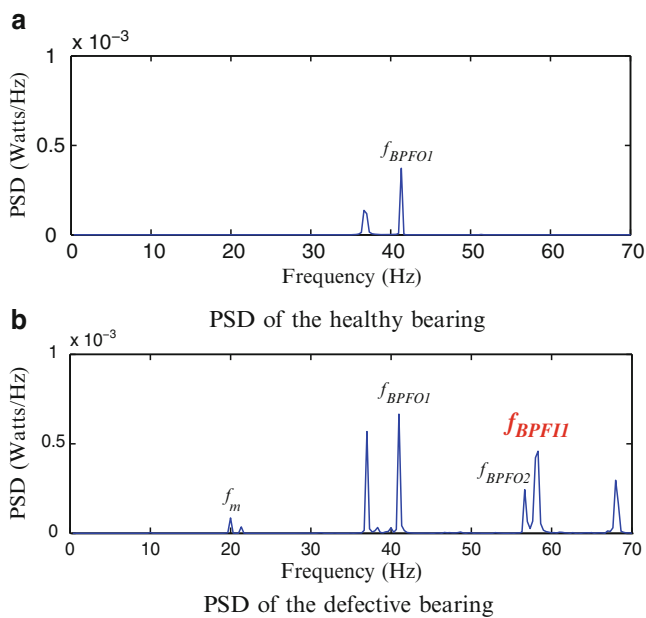 a
x 10⁻³
1
0.5
0
PSD (Watts/Hz)
f_BPFO1
0 10 20 30 40 50 60 70
Frequency (Hz)
PSD of the healthy bearing
b
x 10⁻³
1
0.5
0
PSD (Watts/Hz)
f_m
f_BPFO1
f_BPFO2
f_BPFI1
0 10 20 30 40 50 60 70
Frequency (Hz)
PSD of the defective bearing